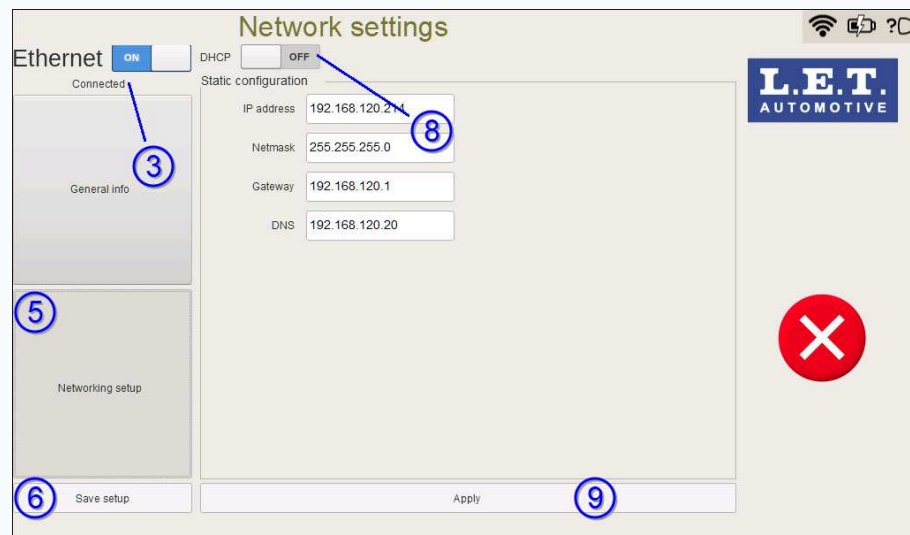 Network settings
?
Ethernet ON DHCP OFF
Connected Static configuration
L.E.T.
AUTOMOTIVE
IP address 192.168.120.214
8
Netmask 255.255.255.0
3
General info Gateway 192.168.120.1
DNS 192.168.120.20
5
Networking setup
6 Save setup Apply 9